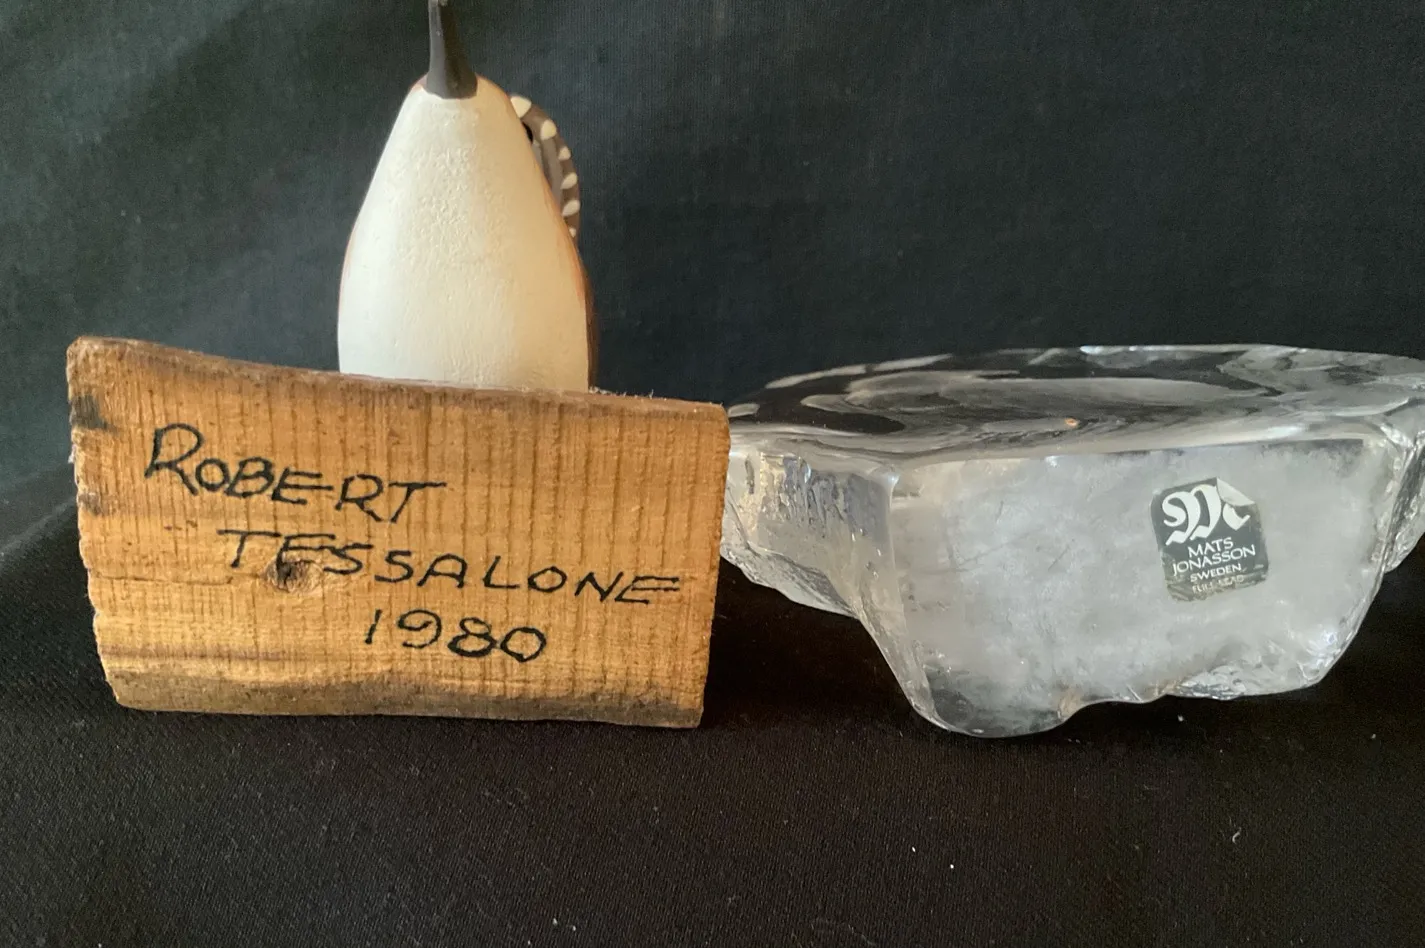 ROBERT
TESSALONE
1980
MATS
JONASSON
SWEDEN